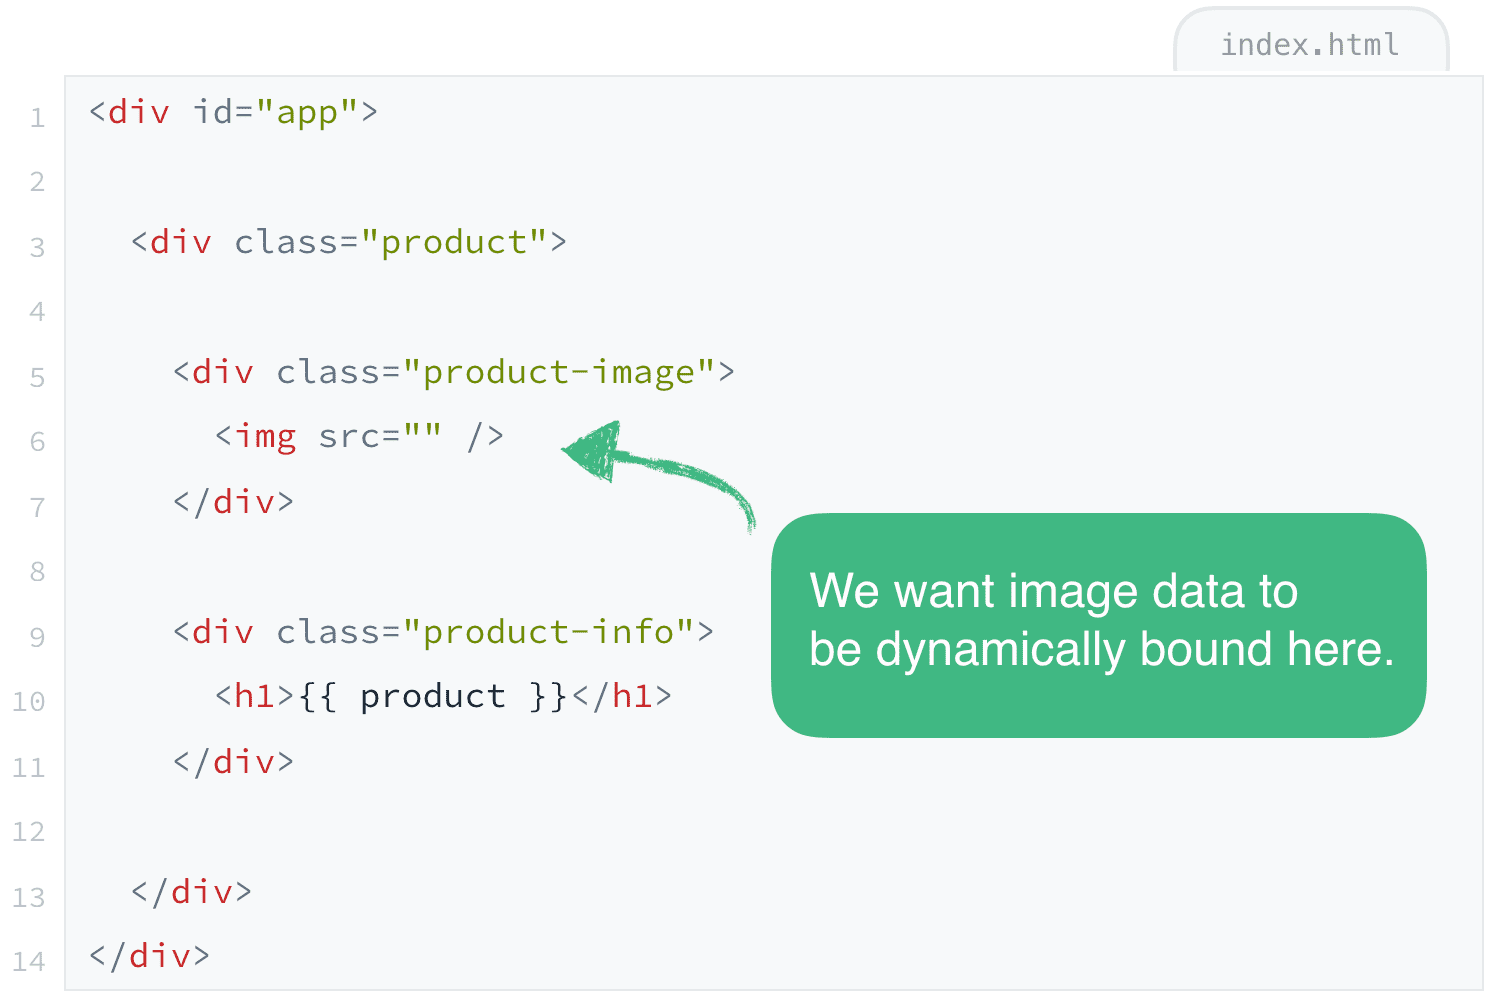 index.html
1 <div id="app">
2
3   <div class="product">
4
5     <div class="product-image">
6       <img src="" />
7     </div>
8
9     <div class="product-info">
10       <h1>{{ product }}</h1>
11     </div>
12
13   </div>
14 </div>
We want image data to
be dynamically bound here.